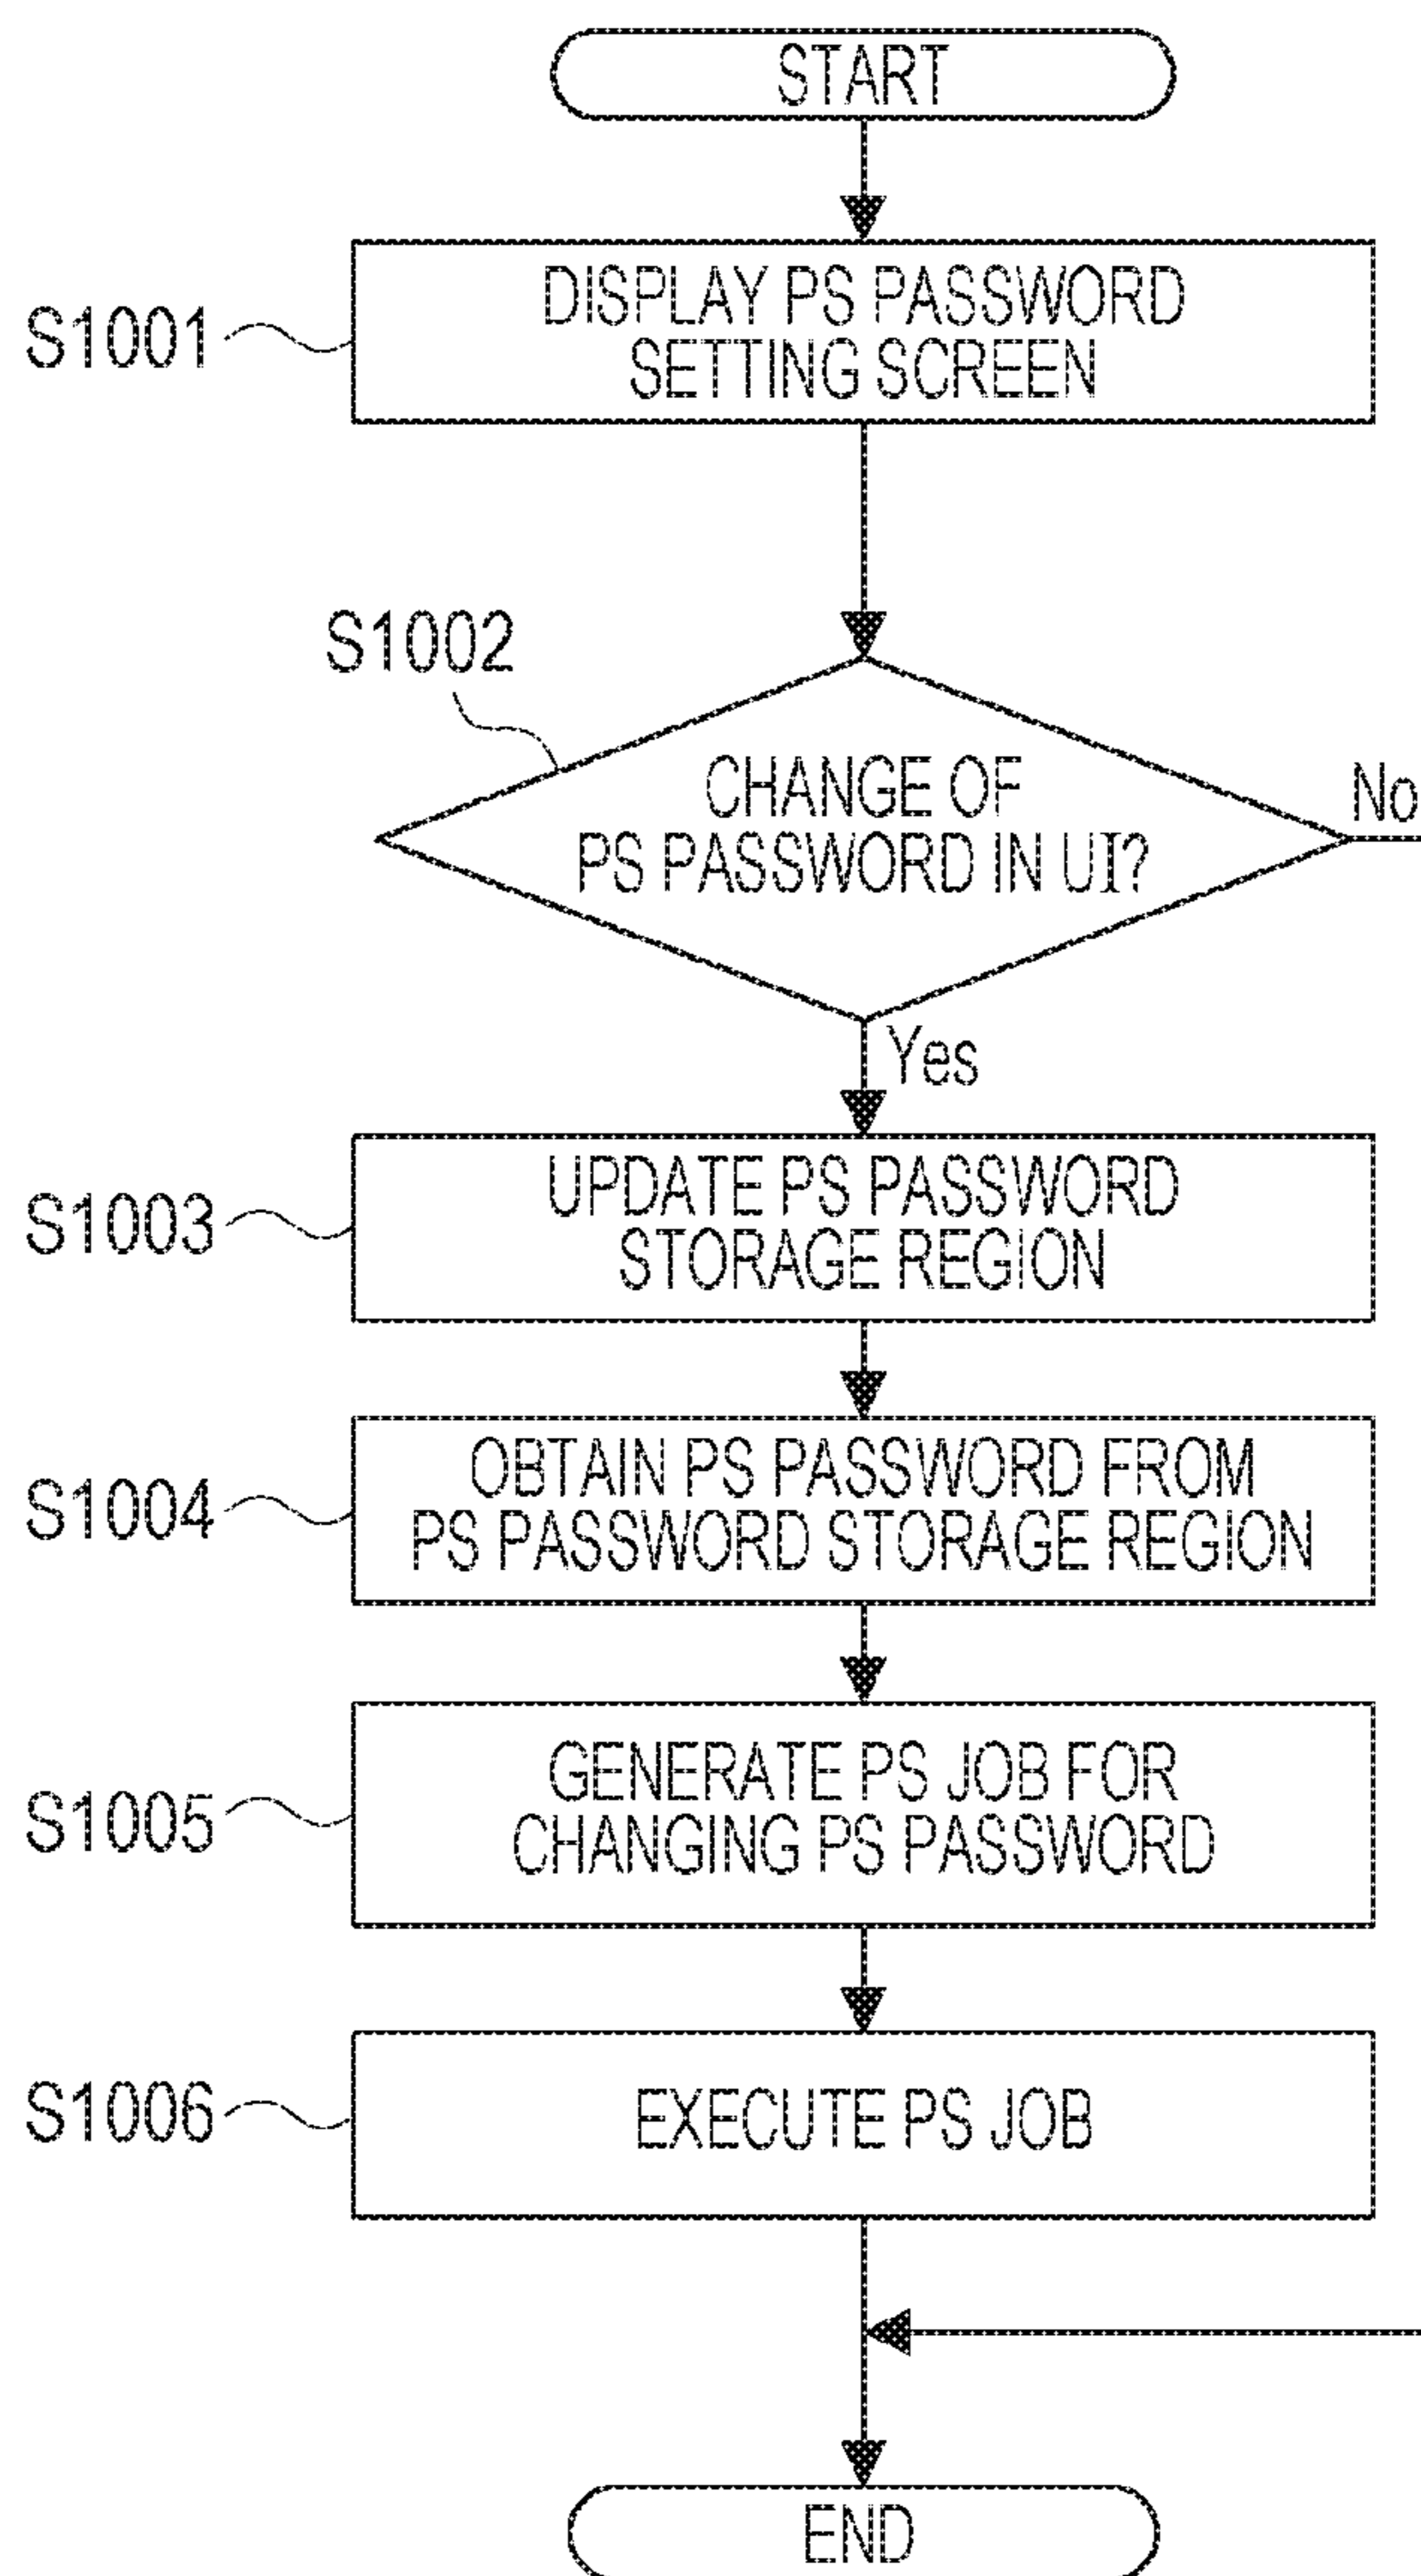 START
S1001
DISPLAY PS PASSWORD
SETTING SCREEN
S1002
CHANGE OF
PS PASSWORD IN UI?
No
Yes
S1003
UPDATE PS PASSWORD
STORAGE REGION
S1004
OBTAIN PS PASSWORD FROM
PS PASSWORD STORAGE REGION
S1005
GENERATE PS JOB FOR
CHANGING PS PASSWORD
S1006
EXECUTE PS JOB
END